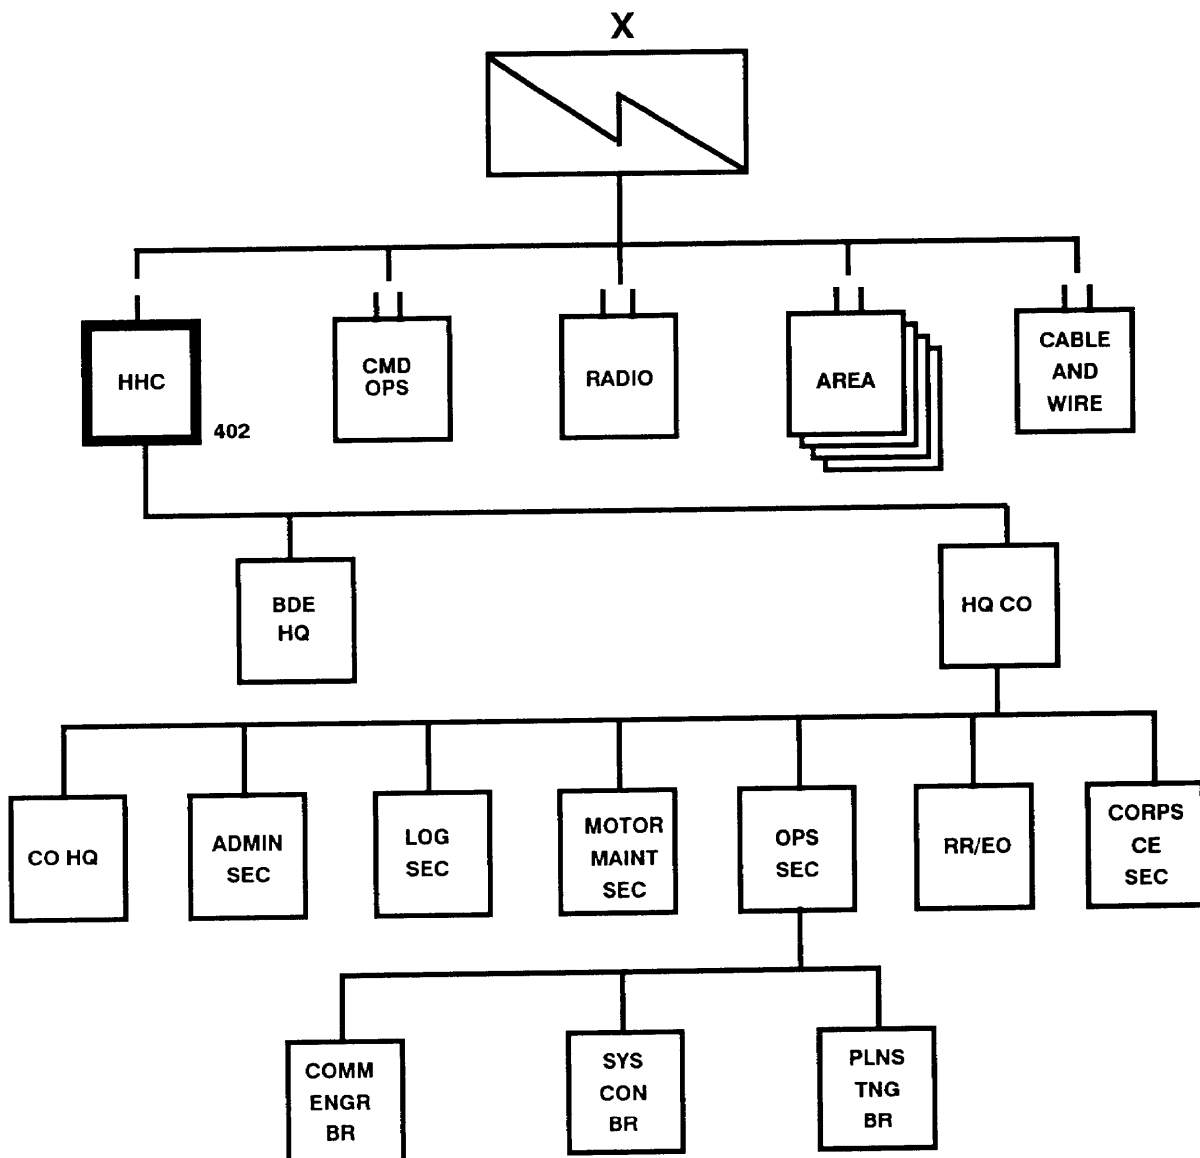 X
HHC
402
CMD
OPS
RADIO
AREA
CABLE
AND
WIRE
BDE
HQ
HQ CO
CO HQ
ADMIN
SEC
LOG
SEC
MOTOR
MAINT
SEC
OPS
SEC
RR/EO
CORPS
CE
SEC
COMM
ENGR
BR
SYS
CON
BR
PLNS
TNG
BR